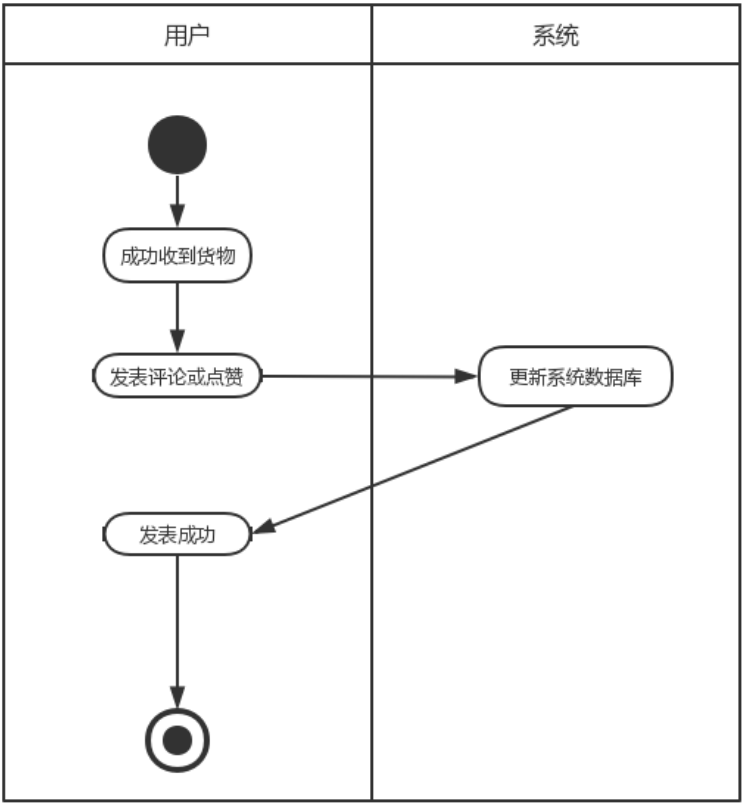 用户
系统
成功收到货物
发表评论或点赞
更新系统数据库
发表成功